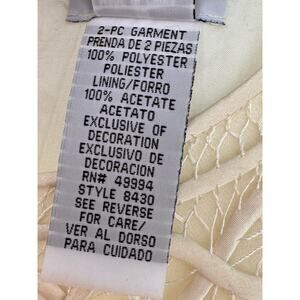 2-PC GARMENT
PRENDA DE 2 PIEZAS
100% POLYESTER
POLIESTER
LINING/FORRO
100% ACETATE
ACETATO
EXCLUSIVE OF
DECORATION
EXCLUSIVO DE
DECORACION
RN# 49994
STYLE 8430
SEE REVERSE
FOR CARE/
VER AL DORSO
PARA CUIDADO